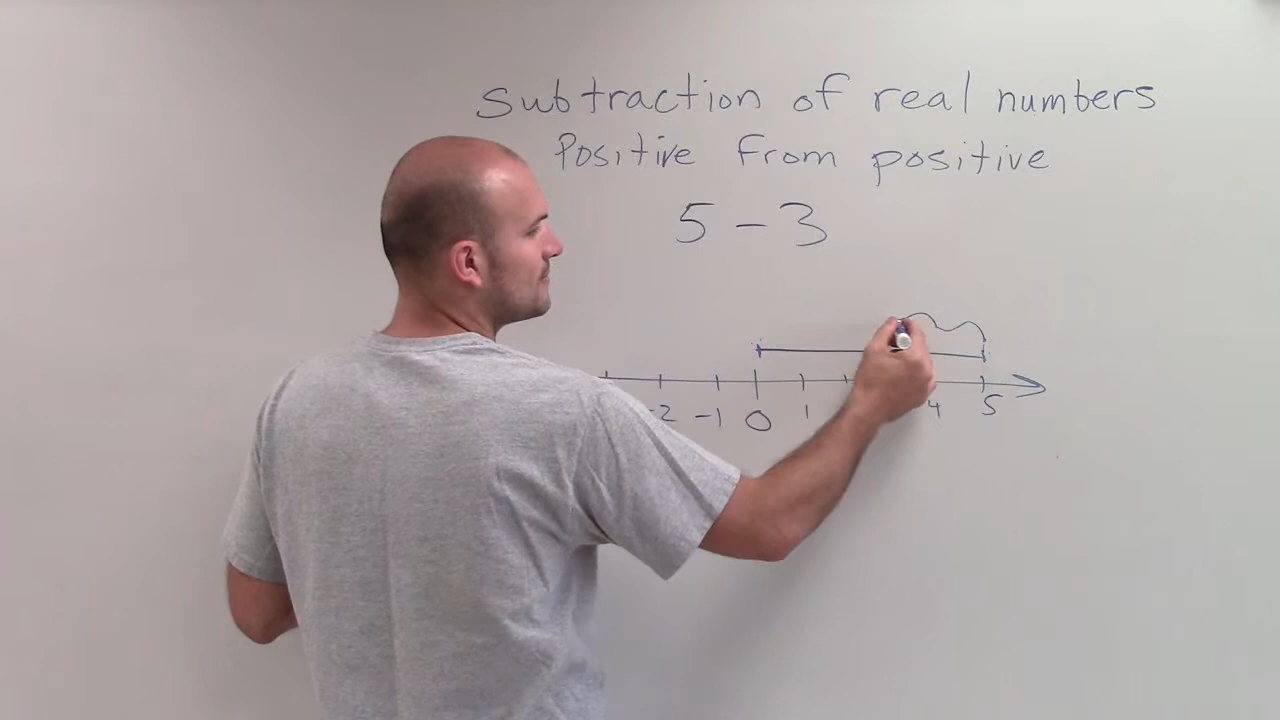 Subtraction of real numbers
Positive from positive
5 - 3
-2 -1 0 1 4 5